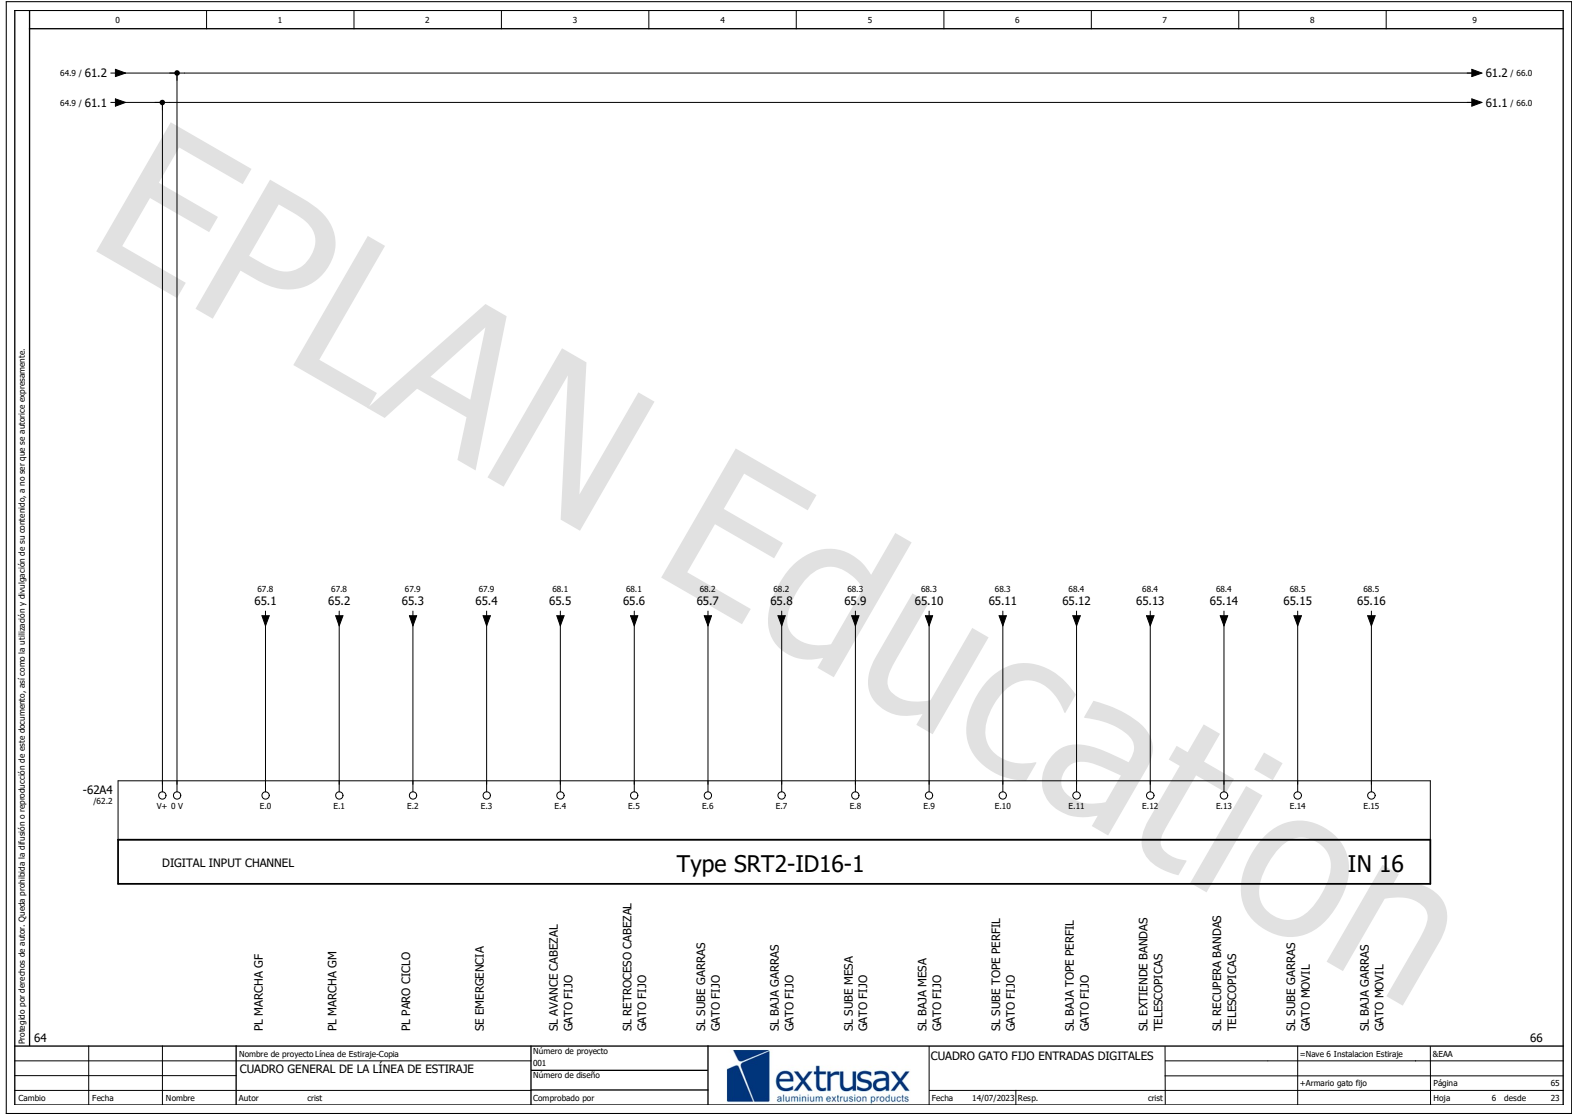 0 1 2 3 4 5 6 7 8 9
64.9 / 61.2 61.2 / 66.0
64.9 / 61.1 61.1 / 66.0
EPLAN Education
67.8 67.8 67.9 67.9 68.1 68.1 68.2 68.2 68.3 68.3 68.3 68.4 68.4 68.4 68.5 68.5
65.1 65.2 65.3 65.4 65.5 65.6 65.7 65.8 65.9 65.10 65.11 65.12 65.13 65.14 65.15 65.16
-62A4
/62.2
V+ 0 V E.0 E.1 E.2 E.3 E.4 E.5 E.6 E.7 E.8 E.9 E.10 E.11 E.12 E.13 E.14 E.15
DIGITAL INPUT CHANNEL Type SRT2-ID16-1 IN 16
PL MARCHA GF
PL MARCHA GM
PL PARO CICLO
SE EMERGENCIA
SL AVANCE CABEZAL
GATO FIJO
SL RETROCESO CABEZAL
GATO FIJO
SL SUBE GARRAS
GATO FIJO
SL BAJA GARRAS
GATO FIJO
SL SUBE MESA
GATO FIJO
SL BAJA MESA
GATO FIJO
SL SUBE TOPE PERFIL
GATO FIJO
SL BAJA TOPE PERFIL
GATO FIJO
SL EXTIENDE BANDAS
TELESCOPICAS
SL RECUPERA BANDAS
TELESCOPICAS
SL SUBE GARRAS
GATO MOVIL
SL BAJA GARRAS
GATO MOVIL
Protegido por derechos de autor. Queda prohibida la difusión o reproducción de este documento, así como la utilización y divulgación de su contenido, a no ser que se autorice expresamente.
64 66
Nombre de proyecto Línea de Estiraje-Copia
CUADRO GENERAL DE LA LÍNEA DE ESTIRAJE
Cambio Fecha Nombre Autor crist
Número de proyecto
001
Número de diseño
Comprobado por
extrusax
aluminium extrusion products
CUADRO GATO FIJO ENTRADAS DIGITALES
Fecha 14/07/2023 Resp. crist
=Nave 6 Instalacion Estiraje &EAA
+Armario gato fijo Página 65
Hoja 6 desde 23